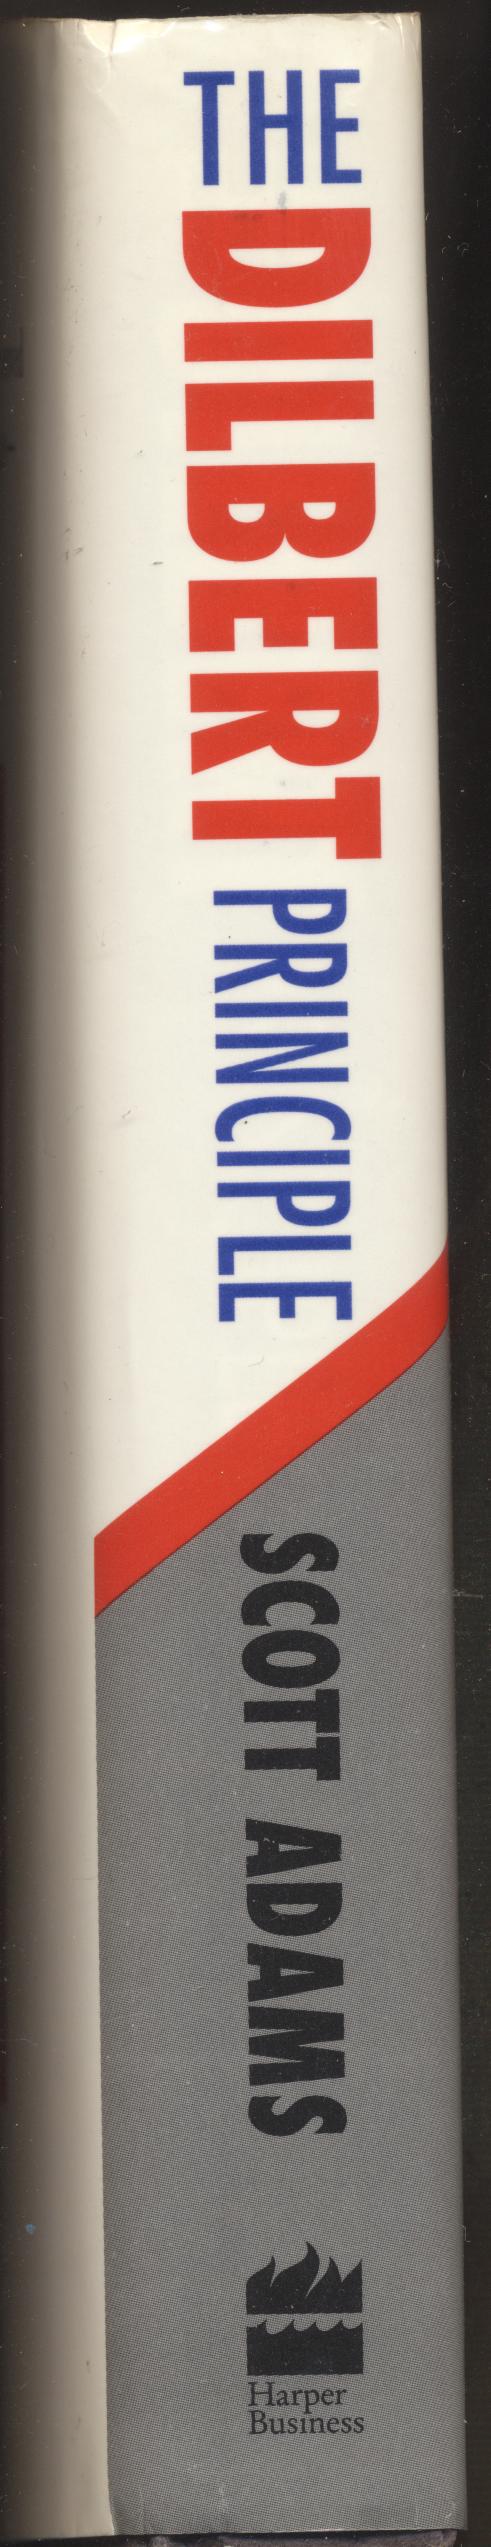 THE DILBERT PRINCIPLE
SCOTT ADAMS
Harper
Business